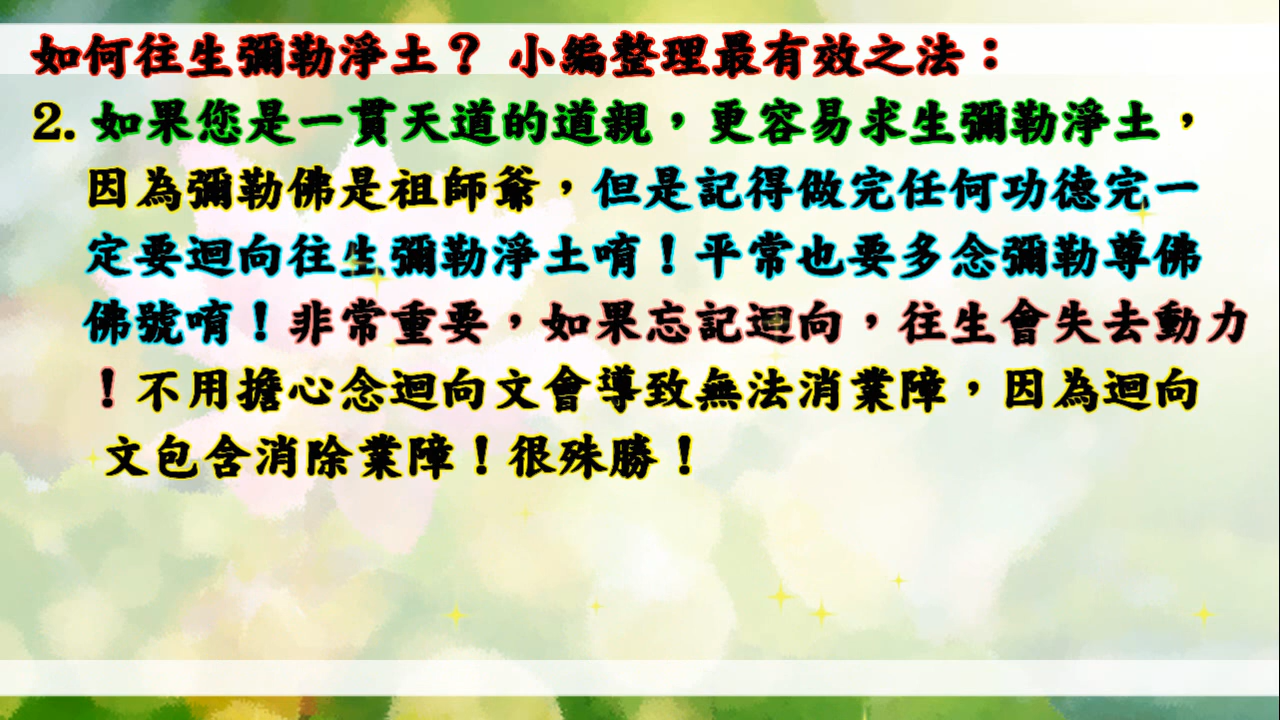 如何往生彌勒淨土？ 小編整理最有效之法：
2. 如果您是一貫天道的道親，更容易求生彌勒淨土，
因為彌勒佛是祖師爺，但是記得做完任何功德完一
定要迴向往生彌勒淨土唷！平常也要多念彌勒尊佛
佛號唷！非常重要，如果忘記迴向，往生會失去動力
！不用擔心念迴向文會導致無法消業障，因為迴向
文包含消除業障！很殊勝！